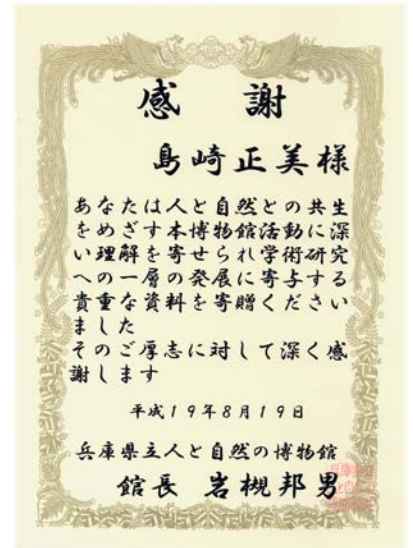 感謝
島崎正美様
あなたは人と自然との共生
をめざす人本博物館活動に深
い理解を寄せられ学術研究
への一層の発展に寄与する
貴重な資料を寄贈ください
ました
そのご厚志に対して深く感
謝します
平成19年8月19日
兵庫県立人と自然の博物館
館長 岩槻邦男